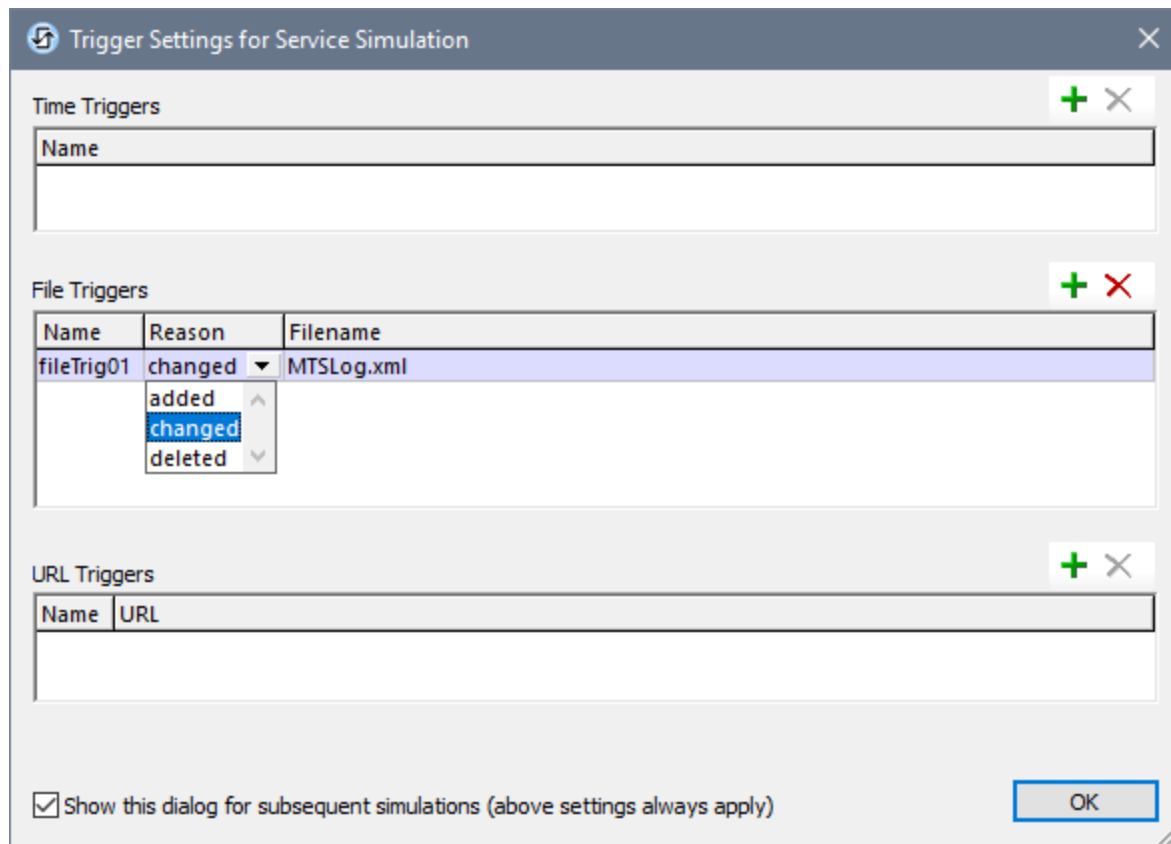 Trigger Settings for Service Simulation
Time Triggers
Name
File Triggers
Name Reason Filename
fileTrig01 changed MTSLog.xml
added
changed
deleted
URL Triggers
Name URL
Show this dialog for subsequent simulations (above settings always apply)
OK